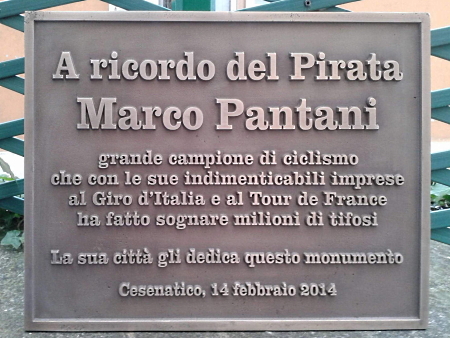 A ricordo del Pirata
Marco Pantani
grande campione di ciclismo
che con le sue indimenticabili imprese
al Giro d'Italia e al Tour de France
ha fatto sognare milioni di tifosi
La sua città gli dedica questo monumento
Cesenatico, 14 febbraio 2014